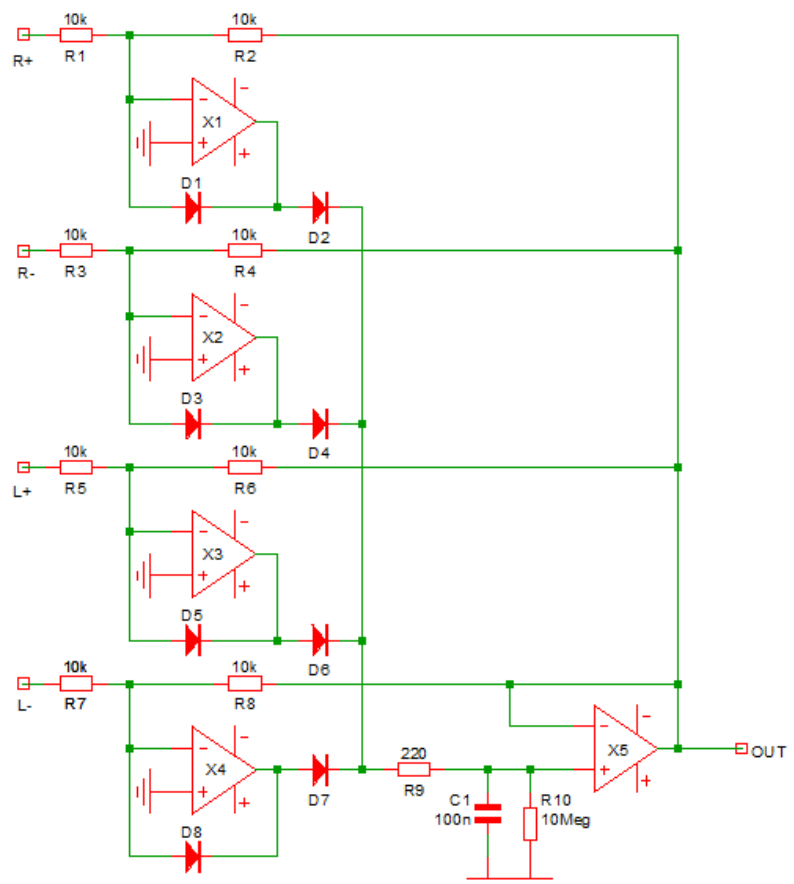 10k 10k
R+ R1 R2
−
X1
+ +
D1
D2
10k 10k
R- R3 R4
−
X2
+ +
D3
D4
10k 10k
L+ R5 R6
−
X3
+ +
D5
D6
10k 10k
L- R7 R8
−
X4
+ +
D7
D8
220
R9
C1
100n
R10
10Meg
−
X5
+ +
OUT